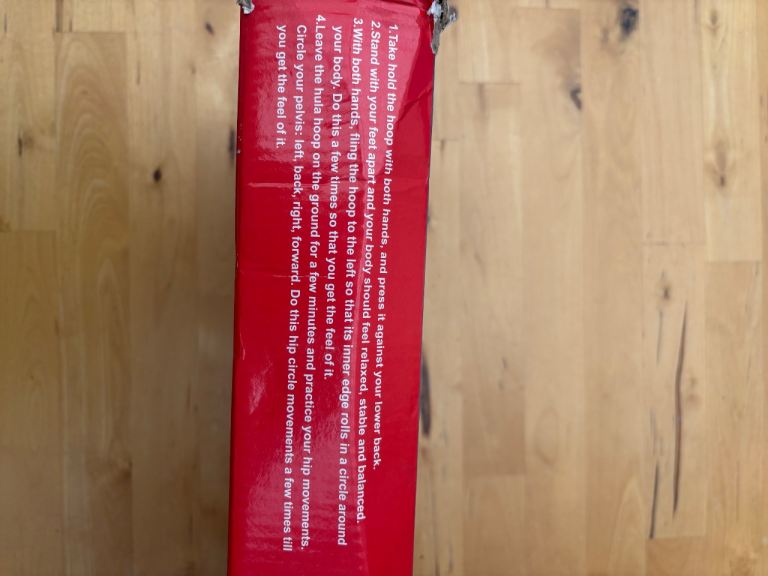 1.Take hold the hoop with both hands, and press it against your lower back.
2.Stand with your feet apart and your body should feel relaxed, stable and balanced.
3.With both hands, fling the hoop to the left so that its inner edge rolls in a circle around
your body. Do this a few times so that you get the feel of it.
4.Leave the hula hoop on the ground for a few minutes and practice your hip movements.
Circle your pelvis: left, back, right, forward. Do this hip circle movements a few times till
you get the feel of it.